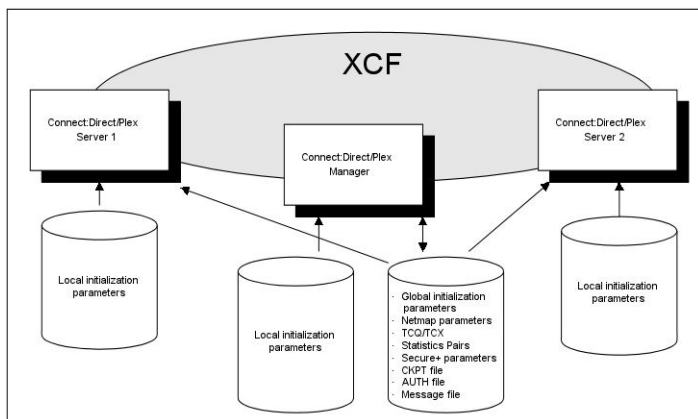 XCF
Connect:Direct/Plex
Server 1
Connect:Direct/Plex
Manager
Connect:Direct/Plex
Server 2
Local initialization
parameters
Local initialization
parameters
· Global initialization
parameters
· Netmap parameters
· TCQ/TCX
· Statistics Pairs
· Secure+ parameters
· CKPT file
· AUTH file
· Message file
Local initialization
parameters